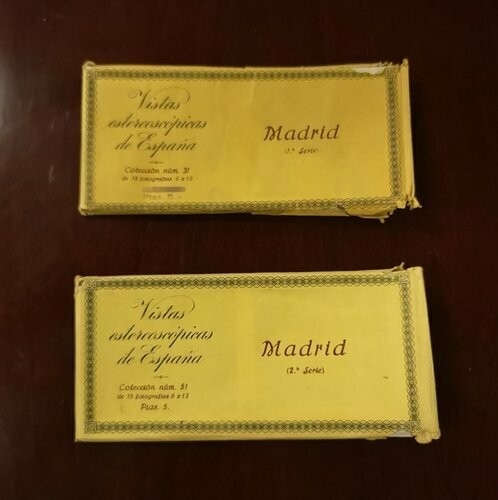 Vistas
estereoscópicas
de España
Colección núm. 31
de 15 fotografías 6 x 13
Madrid
(1.ª Serie)
Vistas
estereoscópicas
de España
Colección núm. 51
de 15 fotografías 6 x 13
Ptas. 5.
Madrid
(2.ª Serie)